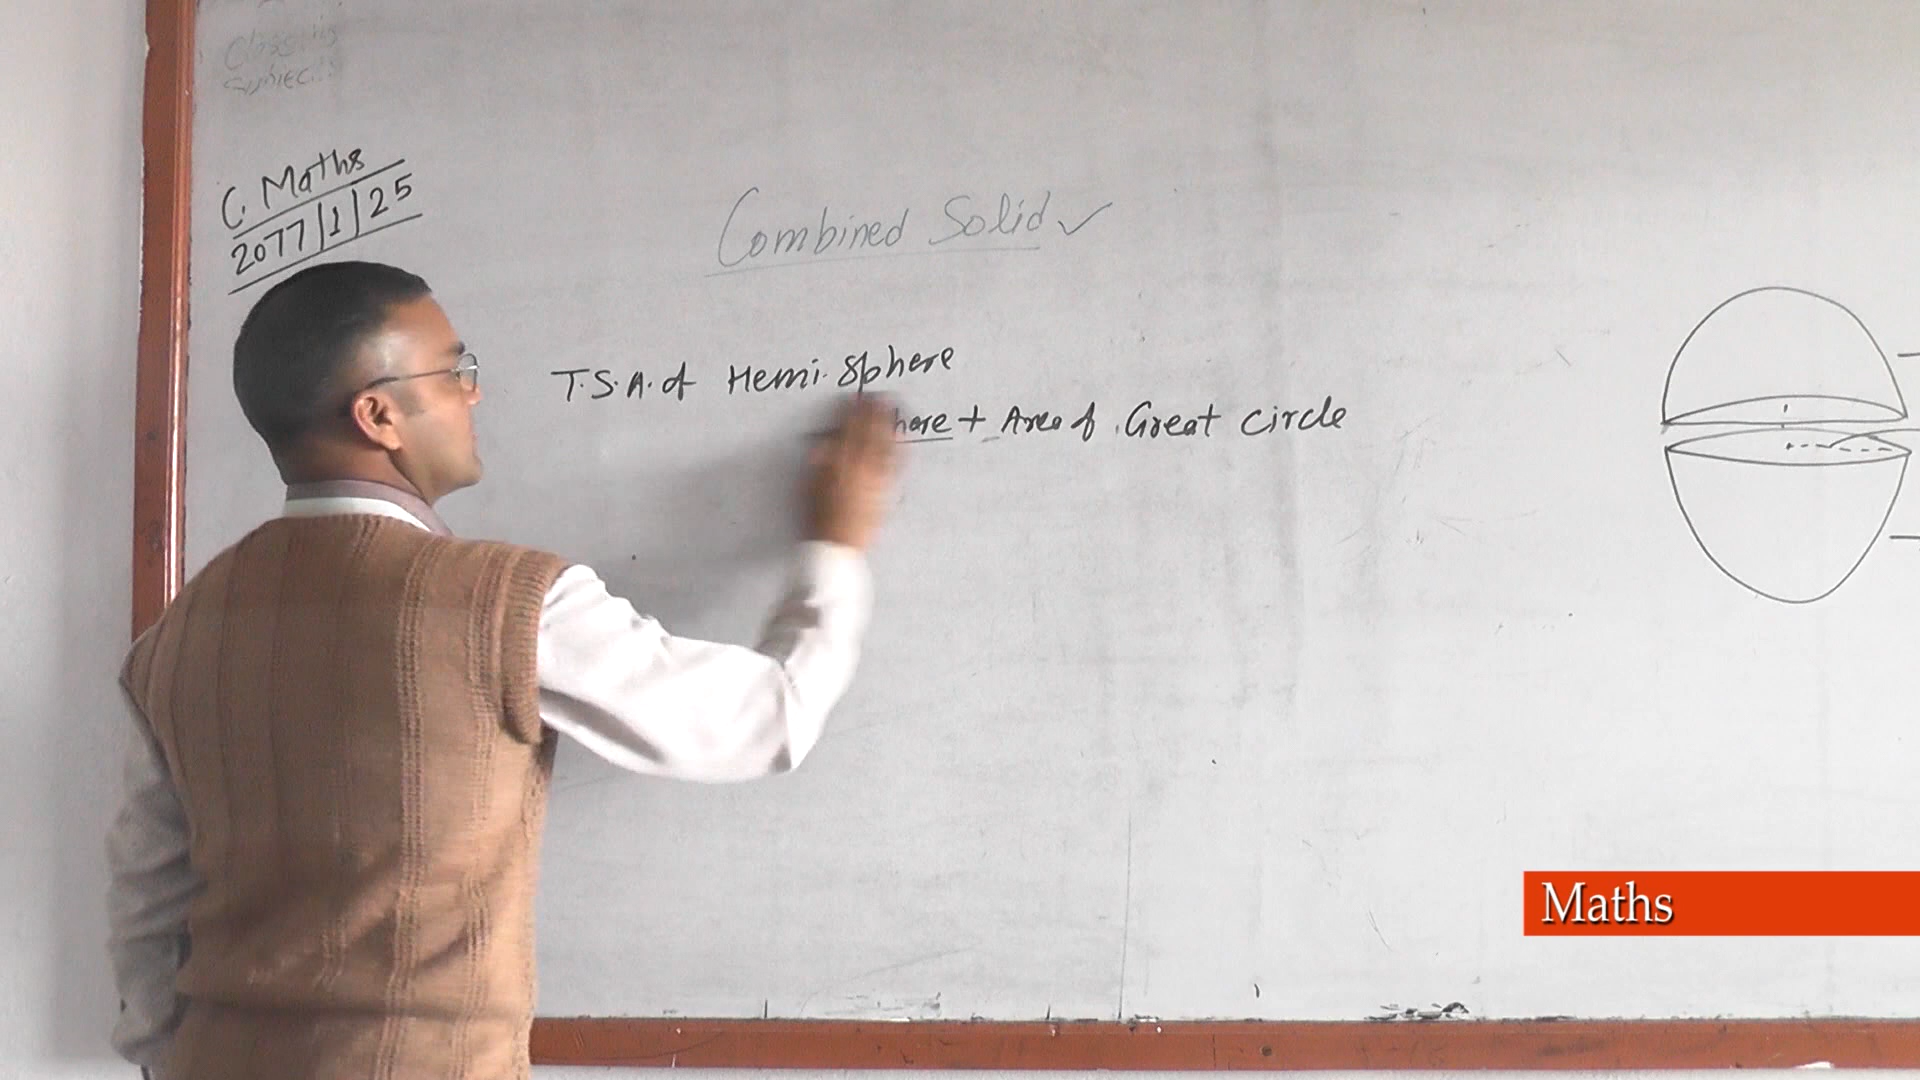 C. Maths
2077/1/25
Combined Solid ✓
T.S.A. of Hemi. Sphere
here + Area of Great circle
Maths